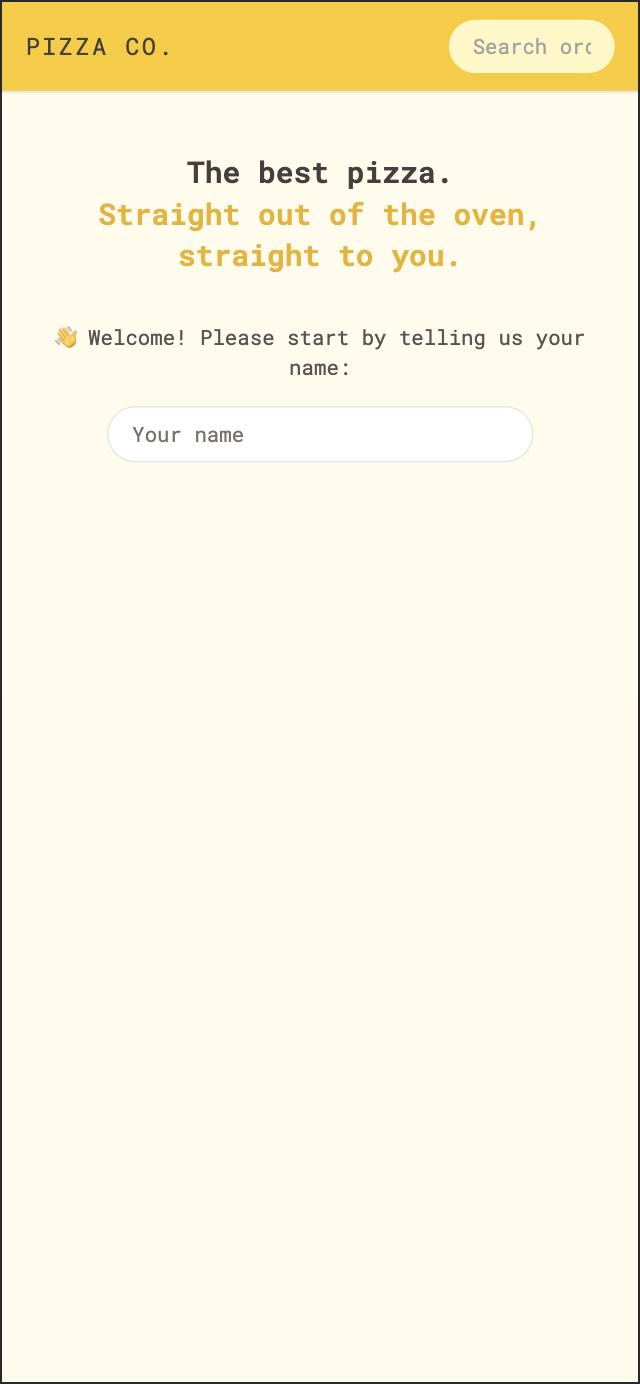 PIZZA CO.
Search orc
The best pizza.
Straight out of the oven,
straight to you.
👋 Welcome! Please start by telling us your
name:
Your name